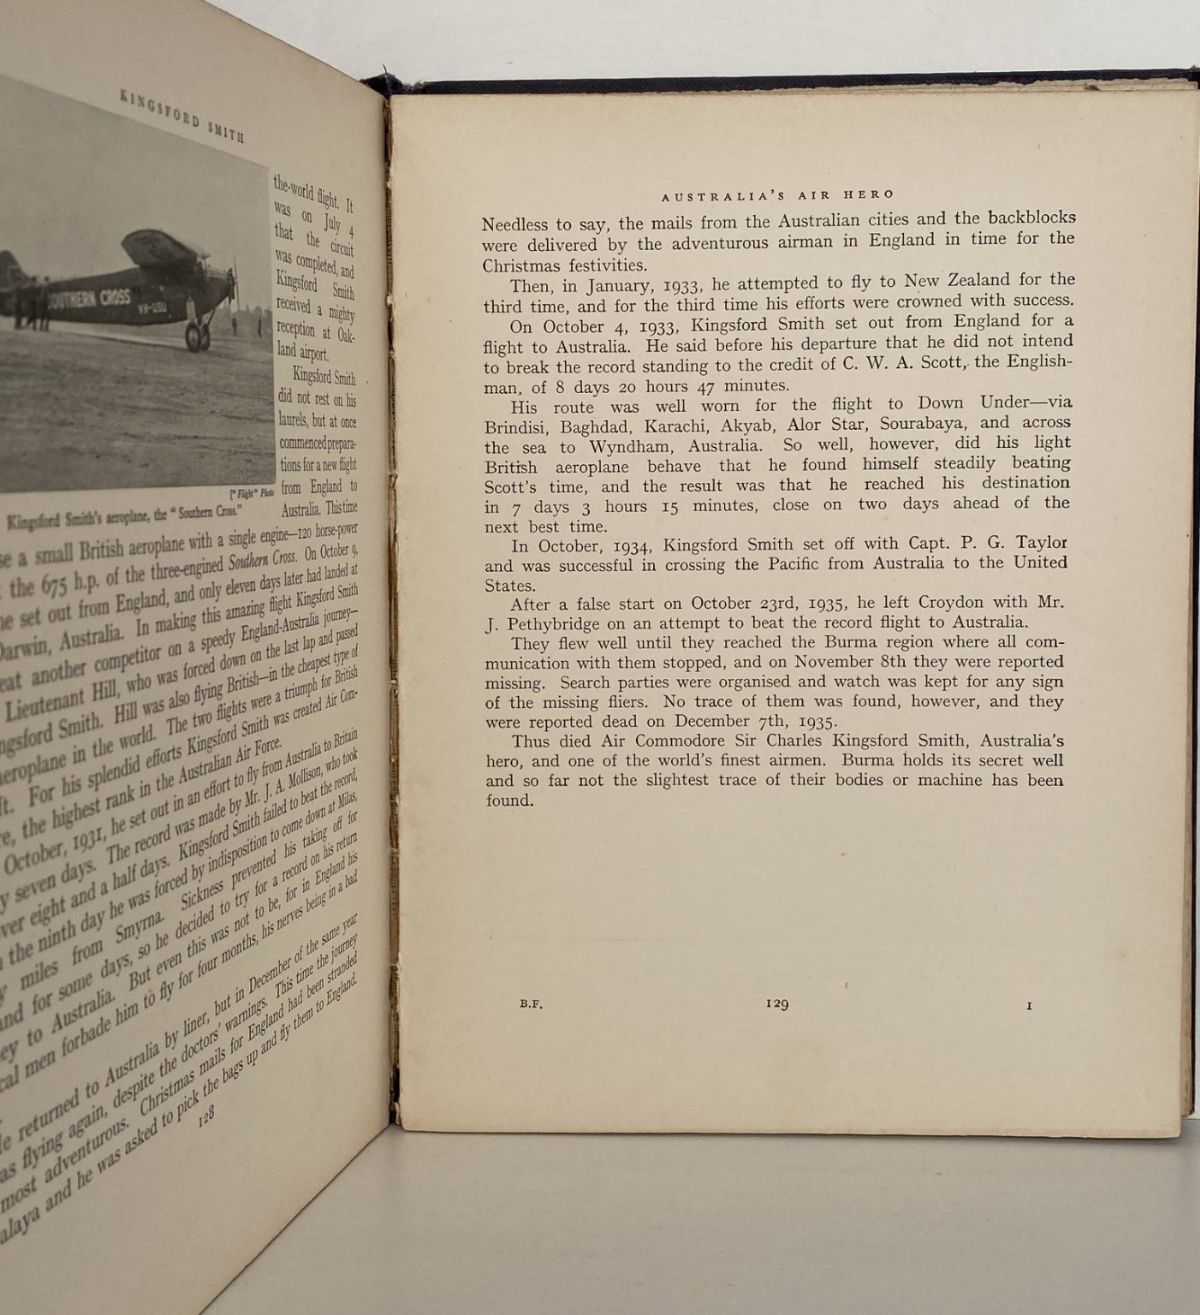 KINGSFORD SMITH
SOUTHERN CROSS
VH-USU
the-world flight. It
was on July 4
that the circuit
was completed, and
Kingsford Smith
received a mighty
reception at Oak-
land airport.
Kingsford Smith
did not rest on his
laurels, but at once
commenced prepara-
tions for a new flight
from England to
Australia. This time
["Flight" Photo
Kingsford Smith's aeroplane, the "Southern Cross."
a small British aeroplane with a single engine—120 horse-power
the 675 h.p. of the three-engined Southern Cross. On October 9,
set out from England, and only eleven days later had landed at
Darwin, Australia. In making this amazing flight Kingsford Smith
another competitor on a speedy England-Australia journey—
Lieutenant Hill, who was forced down on the last lap and passed
Smith. Hill was also flying British—in the cheapest type of
aeroplane in the world. The two flights were a triumph for British
For his splendid efforts Kingsford Smith was created Air Com-
the highest rank in the Australian Air Force.
October, 1931, he set out in an effort to fly from Australia to Britain
seven days. The record was made by Mr. J. A. Mollison, who took
eight and a half days. Kingsford Smith failed to beat the record,
the ninth day he was forced by indisposition to come down at Milas,
miles from Smyrna. Sickness prevented his taking off for
and for some days, so he decided to try for a record on his return
to Australia. But even this was not to be, for in England his
men forbade him to fly for four months, his nerves being in a bad
returned to Australia by liner, but in December of the same year
flying again, despite the doctors' warnings. This time the journey
most adventurous. Christmas mails for England had been stranded
and he was asked to pick the bags up and fly them to England.
128
AUSTRALIA'S AIR HERO
Needless to say, the mails from the Australian cities and the backblocks
were delivered by the adventurous airman in England in time for the
Christmas festivities.
Then, in January, 1933, he attempted to fly to New Zealand for the
third time, and for the third time his efforts were crowned with success.
On October 4, 1933, Kingsford Smith set out from England for a
flight to Australia. He said before his departure that he did not intend
to break the record standing to the credit of C. W. A. Scott, the English-
man, of 8 days 20 hours 47 minutes.
His route was well worn for the flight to Down Under—via
Brindisi, Baghdad, Karachi, Akyab, Alor Star, Sourabaya, and across
the sea to Wyndham, Australia. So well, however, did his light
British aeroplane behave that he found himself steadily beating
Scott's time, and the result was that he reached his destination
in 7 days 3 hours 15 minutes, close on two days ahead of the
next best time.
In October, 1934, Kingsford Smith set off with Capt. P. G. Taylor
and was successful in crossing the Pacific from Australia to the United
States.
After a false start on October 23rd, 1935, he left Croydon with Mr.
J. Pethybridge on an attempt to beat the record flight to Australia.
They flew well until they reached the Burma region where all com-
munication with them stopped, and on November 8th they were reported
missing. Search parties were organised and watch was kept for any sign
of the missing fliers. No trace of them was found, however, and they
were reported dead on December 7th, 1935.
Thus died Air Commodore Sir Charles Kingsford Smith, Australia's
hero, and one of the world's finest airmen. Burma holds its secret well
and so far not the slightest trace of their bodies or machine has been
found.
B.F. 129 I